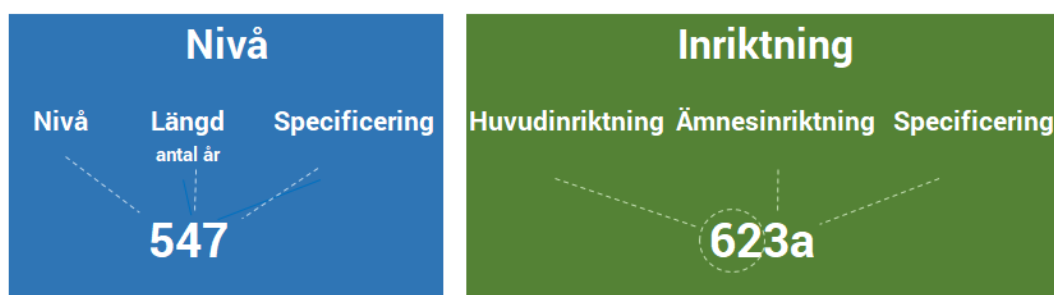 Nivå
Nivå Längd Specificering
antal år
547
Inriktning
Huvudinriktning Ämnesinriktning Specificering
623a